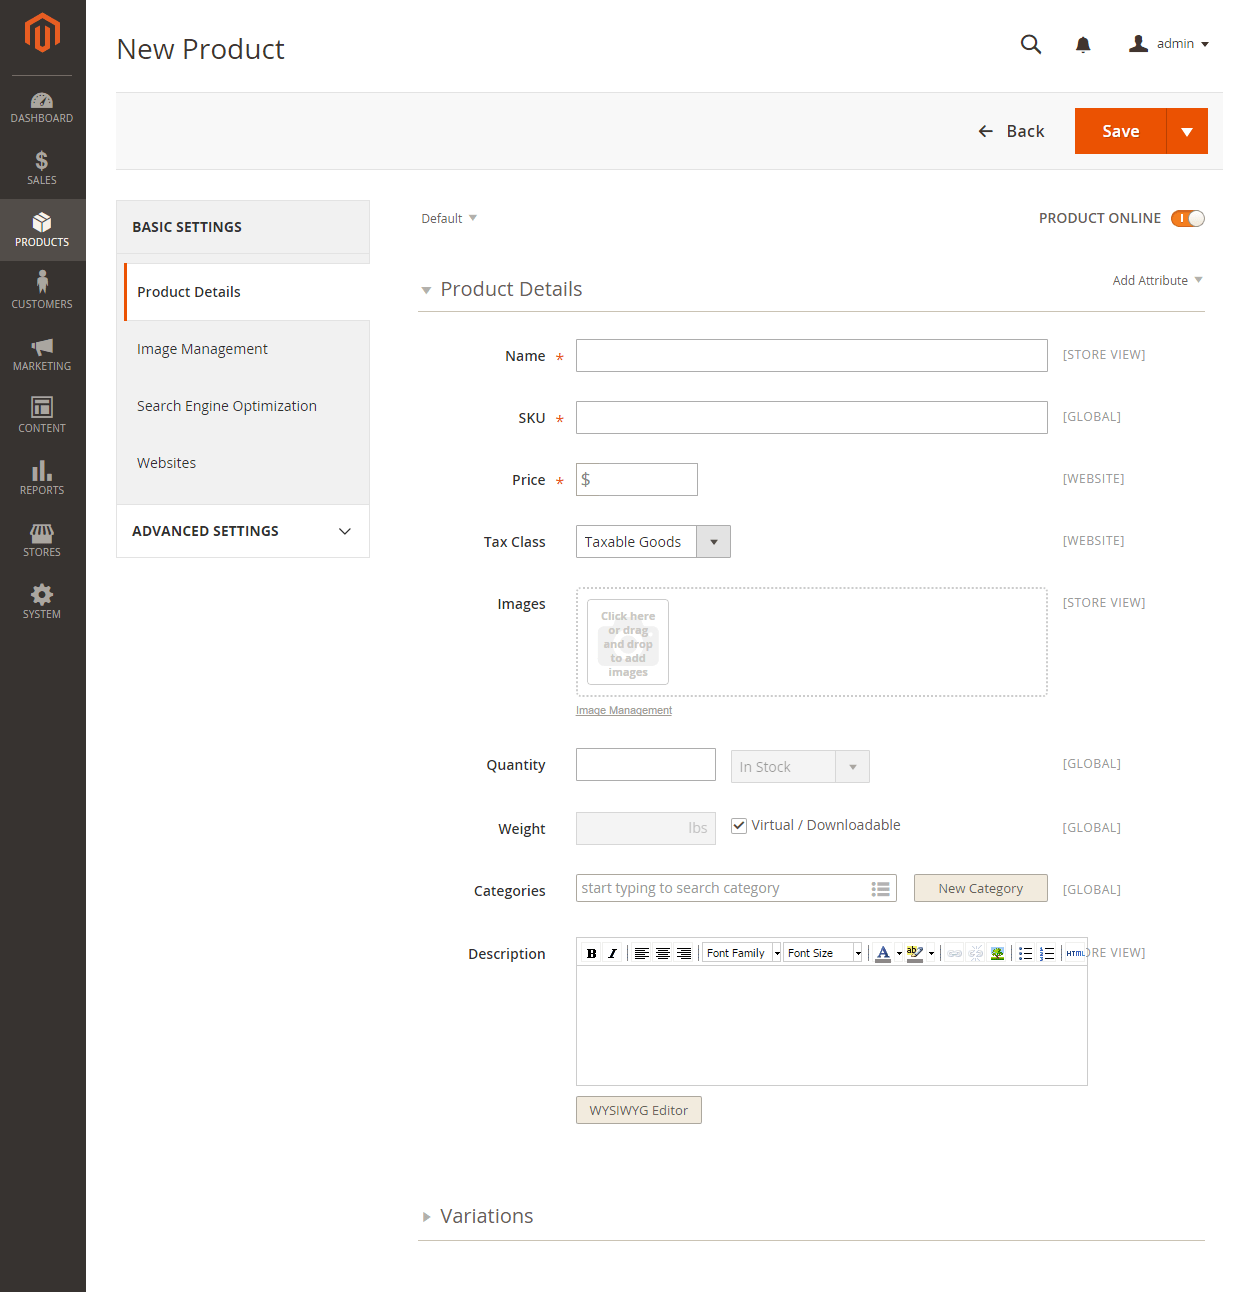 New Product
admin
DASHBOARD
SALES
PRODUCTS
CUSTOMERS
MARKETING
CONTENT
REPORTS
STORES
SYSTEM
Back
Save
BASIC SETTINGS
Product Details
Image Management
Search Engine Optimization
Websites
ADVANCED SETTINGS
Default
PRODUCT ONLINE
Product Details
Add Attribute
Name * [STORE VIEW]
SKU * [GLOBAL]
Price * $ [WEBSITE]
Tax Class Taxable Goods [WEBSITE]
Images [STORE VIEW]
Click here
or drag
and drop
to add
images
Image Management
Quantity In Stock [GLOBAL]
Weight lbs Virtual / Downloadable [GLOBAL]
Categories start typing to search category New Category [GLOBAL]
Description B I Font Family Font Size A ab HTML ORE VIEW]
WYSIWYG Editor
Variations